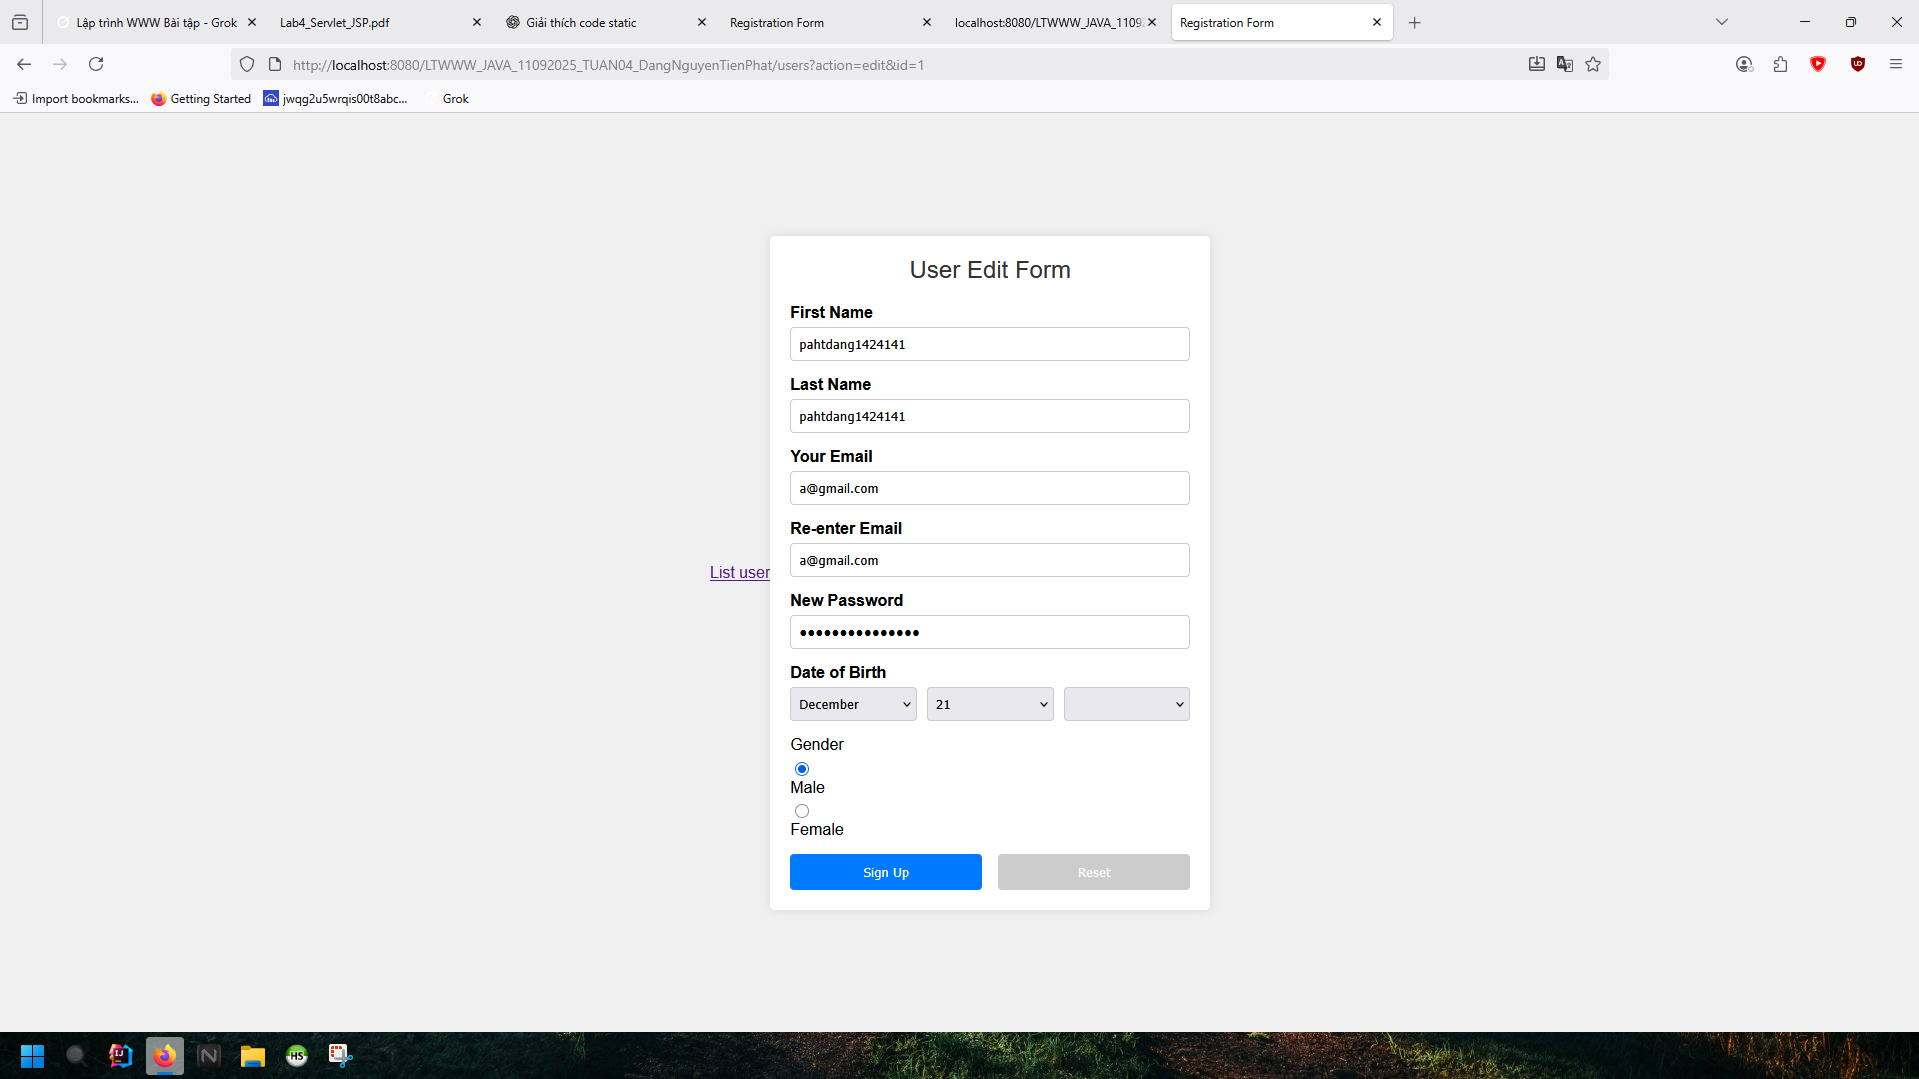 Lập trình WWW Bài tập - Grok
Lab4_Servlet_JSP.pdf
Giải thích code static
Registration Form
localhost:8080/LTWWW_JAVA_1109
Registration Form
http://localhost:8080/LTWWW_JAVA_11092025_TUAN04_DangNguyenTienPhat/users?action=edit&id=1
Import bookmarks...
Getting Started
jwqg2u5wrqis00t8abc...
Grok
User Edit Form
First Name
pahtdang1424141
Last Name
pahtdang1424141
Your Email
a@gmail.com
Re-enter Email
a@gmail.com
List user
New Password
Date of Birth
December
21
Gender
Male
Female
Sign Up
Reset